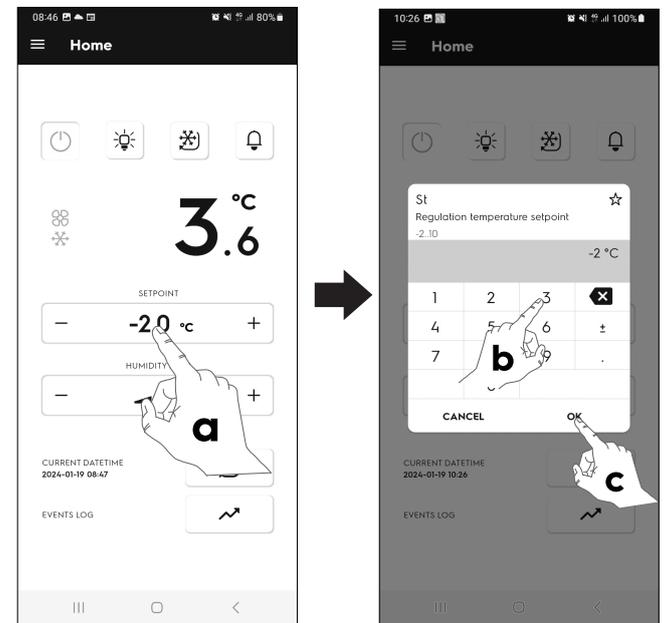 08:46
80%
Home
°C
3.6
SETPOINT
− -2.0 °C +
HUMIDITY
− +
a
CURRENT DATETIME
2024-01-19 08:47
EVENTS LOG
10:26
100%
Home
St
Regulation temperature setpoint
-2..10
-2 °C
1 2 3
4 5 6 ±
7 9 .
b
CANCEL OK
c
CURRENT DATETIME
2024-01-19 10:26
EVENTS LOG